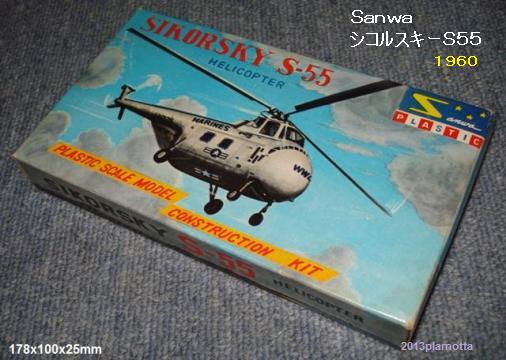 Sanwa
シコルスキーS55
1960
SIKORSKY S-55
HELICOPTER
Sanwa
PLASTIC
MARINES
PLASTIC SCALE MODEL
CONSTRUCTION KIT
SIKORSKY S-55
HELICOPTER
178x100x25mm
2013plamotta